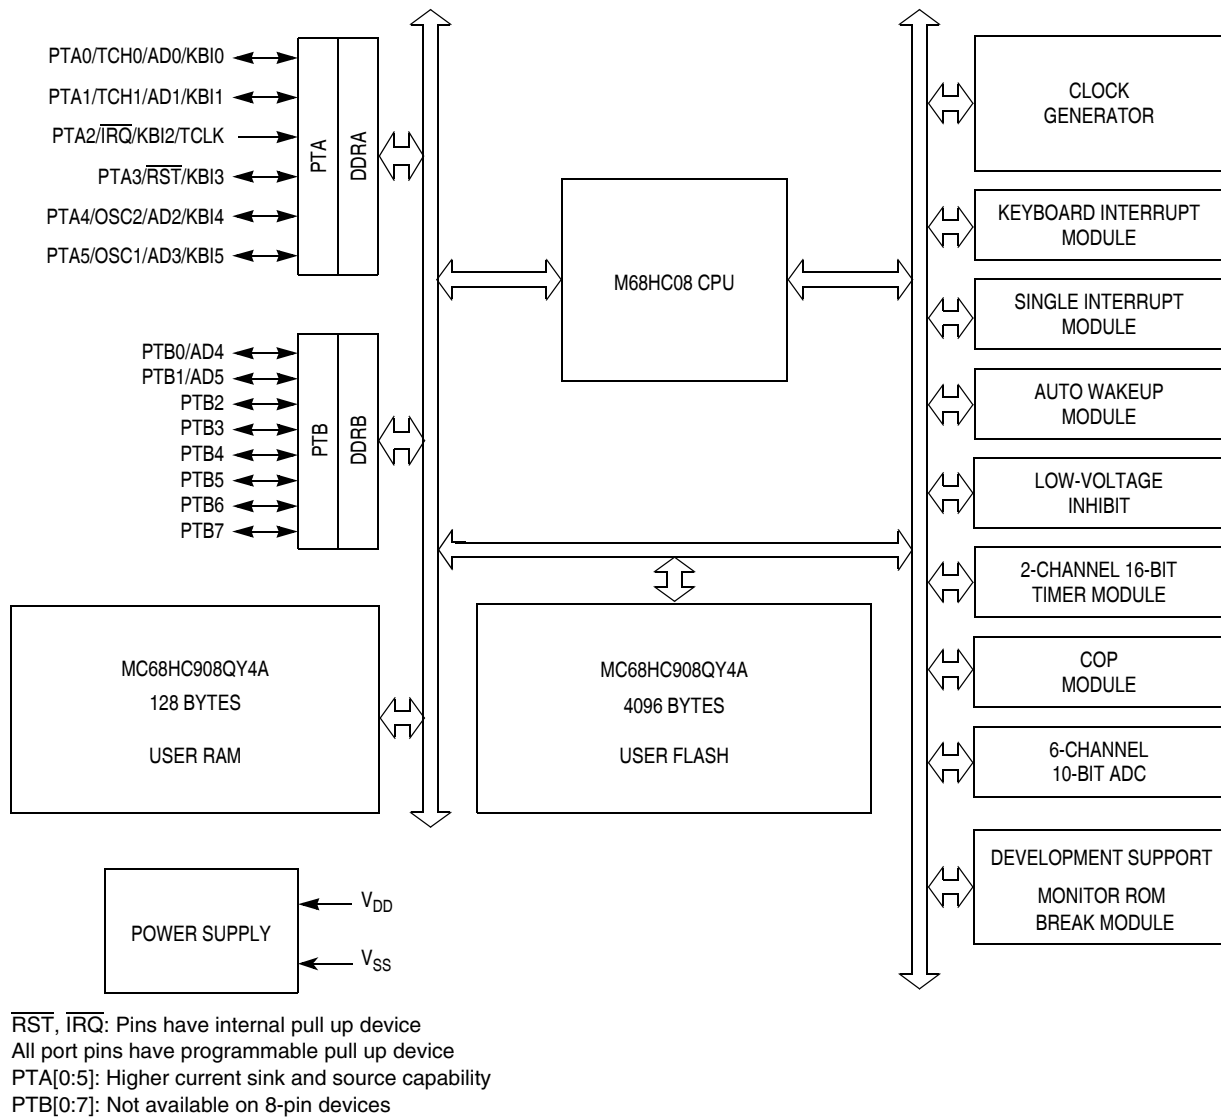 PTA0/TCH0/AD0/KBI0
PTA1/TCH1/AD1/KBI1
PTA2/IRQ/KBI2/TCLK
PTA3/RST/KBI3
PTA4/OSC2/AD2/KBI4
PTA5/OSC1/AD3/KBI5
PTA
DDRA
PTB0/AD4
PTB1/AD5
PTB2
PTB3
PTB4
PTB5
PTB6
PTB7
PTB
DDRB
M68HC08 CPU
CLOCK
GENERATOR
KEYBOARD INTERRUPT
MODULE
SINGLE INTERRUPT
MODULE
AUTO WAKEUP
MODULE
LOW-VOLTAGE
INHIBIT
2-CHANNEL 16-BIT
TIMER MODULE
COP
MODULE
6-CHANNEL
10-BIT ADC
DEVELOPMENT SUPPORT
MONITOR ROM
BREAK MODULE
MC68HC908QY4A
128 BYTES
USER RAM
MC68HC908QY4A
4096 BYTES
USER FLASH
POWER SUPPLY
VDD
VSS
RST, IRQ: Pins have internal pull up device
All port pins have programmable pull up device
PTA[0:5]: Higher current sink and source capability
PTB[0:7]: Not available on 8-pin devices